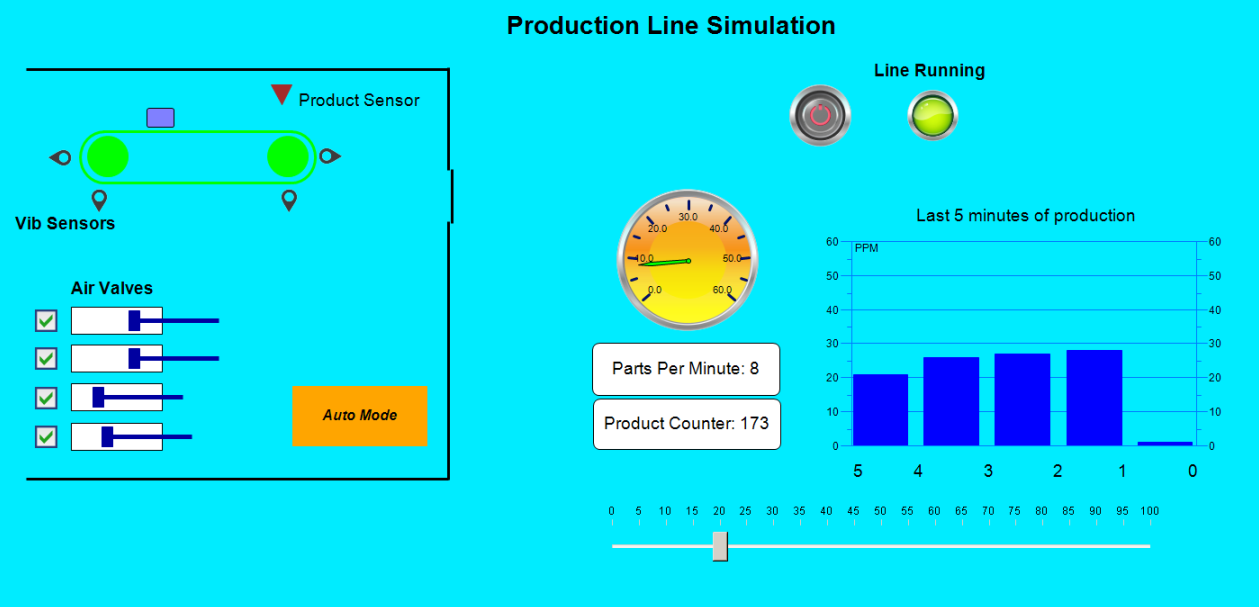 Production Line Simulation
Line Running
Product Sensor
Vib Sensors
Air Valves
Auto Mode
0.0
10.0
20.0
30.0
40.0
50.0
60.0
Parts Per Minute: 8
Product Counter: 173
Last 5 minutes of production
PPM
60 60
50 50
40 40
30 30
20 20
10 10
0 0
5 4 3 2 1 0
0 5 10 15 20 25 30 35 40 45 50 55 60 65 70 75 80 85 90 95 100